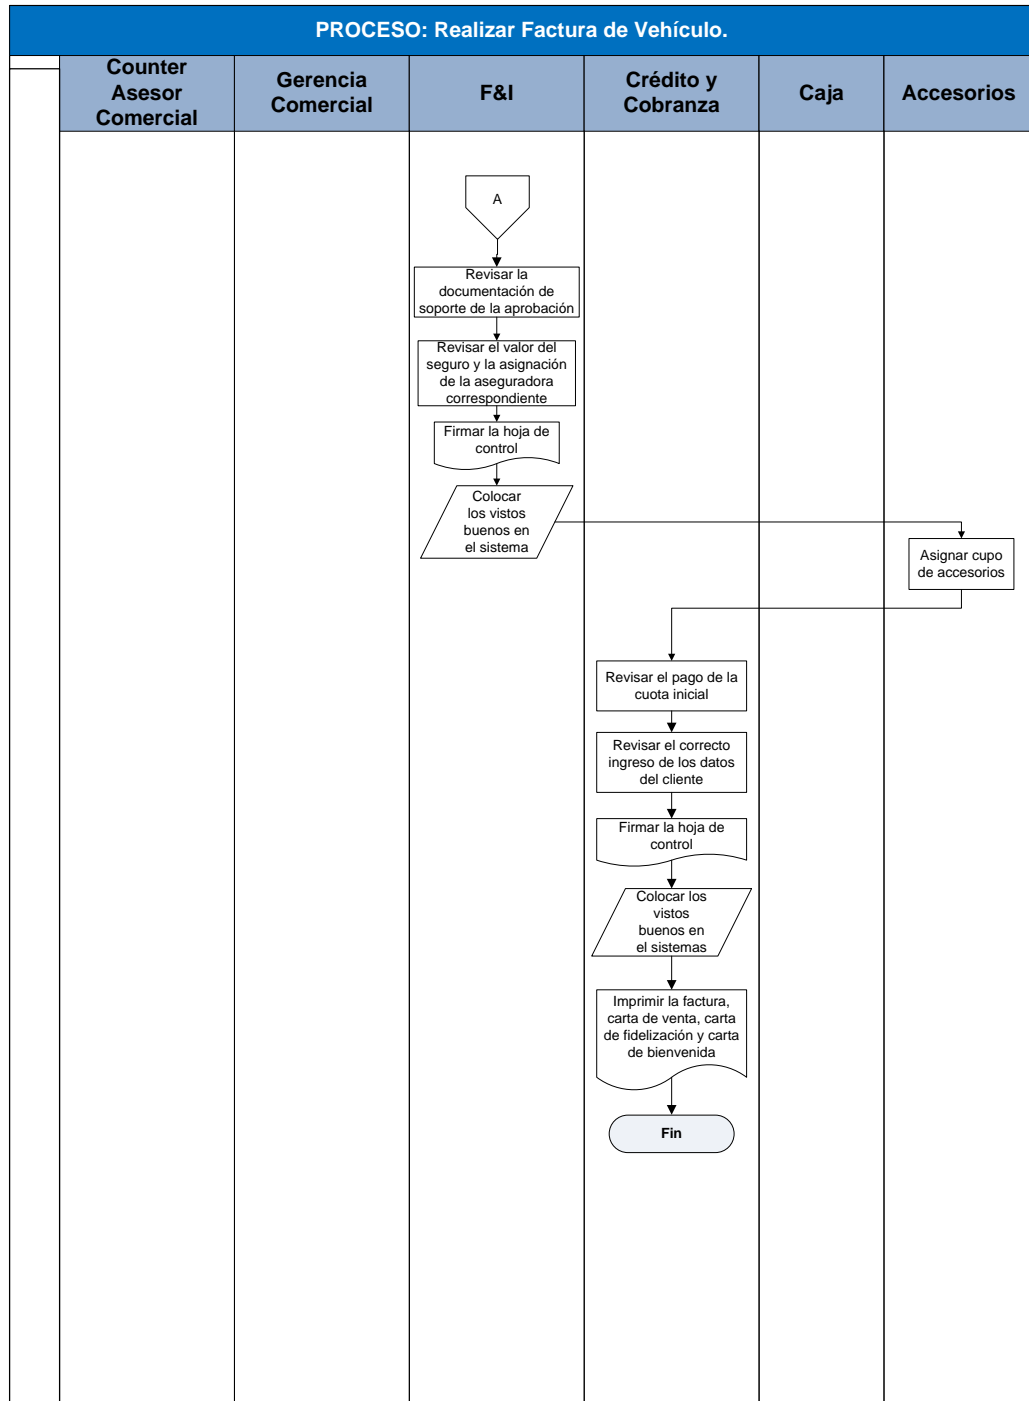 PROCESO: Realizar Factura de Vehículo.
Counter
Asesor
Comercial
Gerencia
Comercial
F&I
Crédito y
Cobranza
Caja
Accesorios
A
Revisar la
documentación de
soporte de la aprobación
Revisar el valor del
seguro y la asignación
de la aseguradora
correspondiente
Firmar la hoja de
control
Colocar
los vistos
buenos en
el sistema
Asignar cupo
de accesorios
Revisar el pago de la
cuota inicial
Revisar el correcto
ingreso de los datos
del cliente
Firmar la hoja de
control
Colocar los
vistos
buenos en
el sistemas
Imprimir la factura,
carta de venta, carta
de fidelización y carta
de bienvenida
Fin